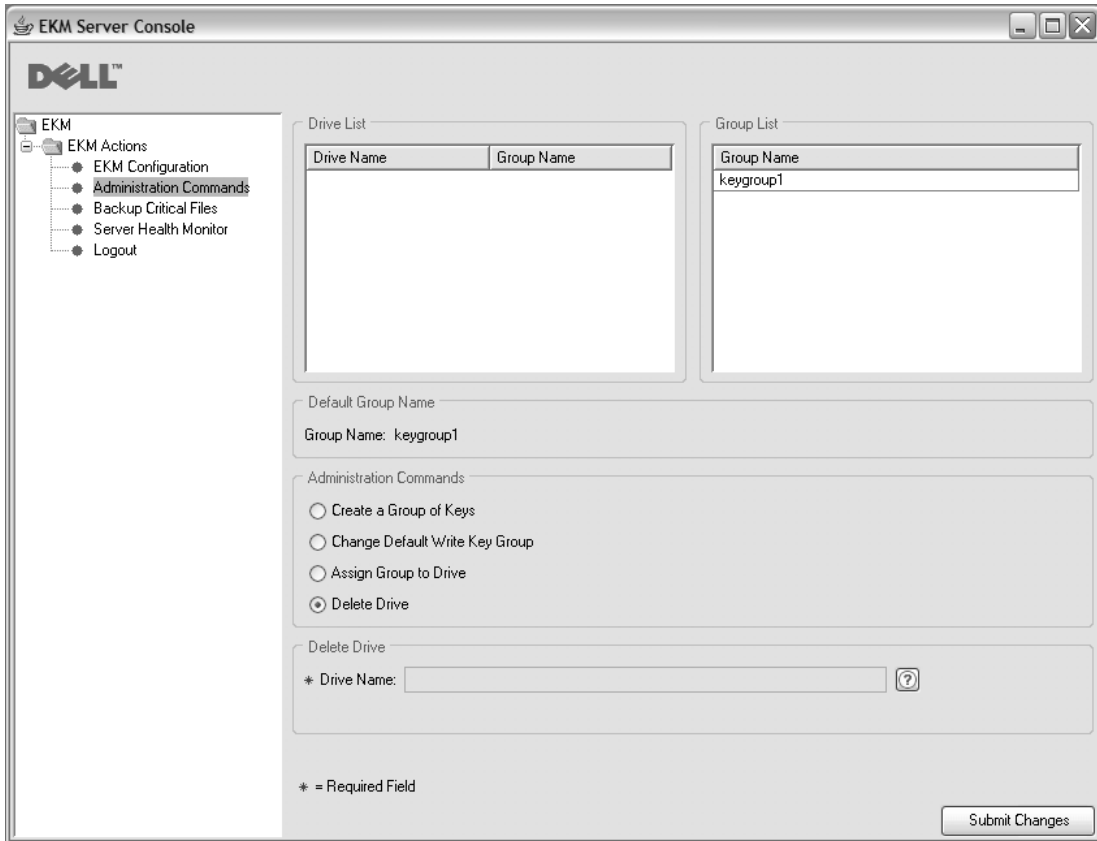 EKM Server Console
DELL™
EKM
EKM Actions
EKM Configuration
Administration Commands
Backup Critical Files
Server Health Monitor
Logout
Drive List
Drive Name Group Name
Group List
Group Name
keygroup1
Default Group Name
Group Name: keygroup1
Administration Commands
Create a Group of Keys
Change Default Write Key Group
Assign Group to Drive
Delete Drive
Delete Drive
* Drive Name: ?
* = Required Field
Submit Changes